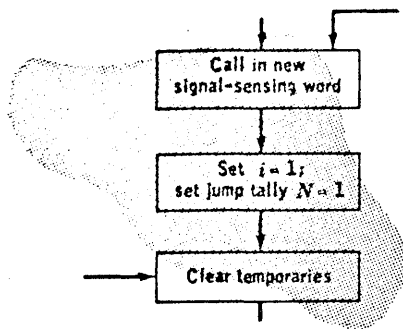 Call in new
signal-sensing word
Set i = 1;
set jump tally N = 1
Clear temporaries